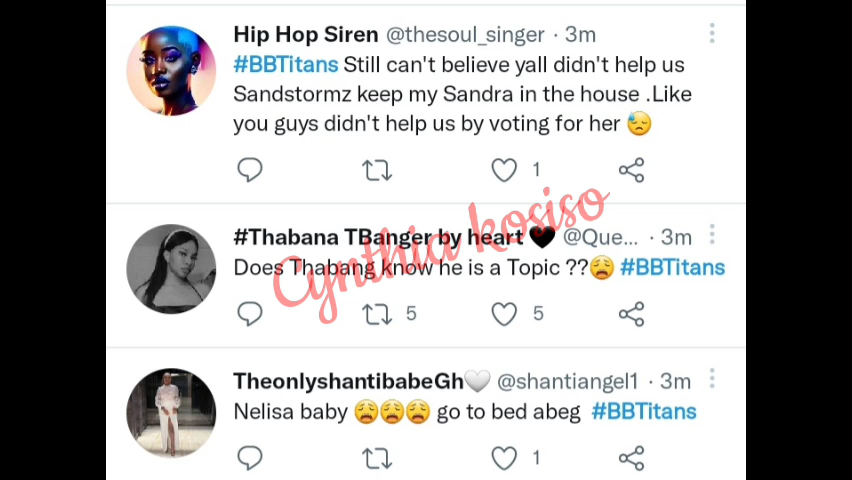 Hip Hop Siren @thesoul_singer · 3m
#BBTitans Still can't believe yall didn't help us
Sandstormz keep my Sandra in the house .Like
you guys didn't help us by voting for her 😓
1
#Thabana TBanger by heart 🖤 @Que... · 3m
Does Thabang know he is a Topic ??😩 #BBTitans
5 5
Cynthia kosiso
TheonlyshantibabeGh🤍 @shantiangel1 · 3m
Nelisa baby 😩😩😩 go to bed abeg #BBTitans
1